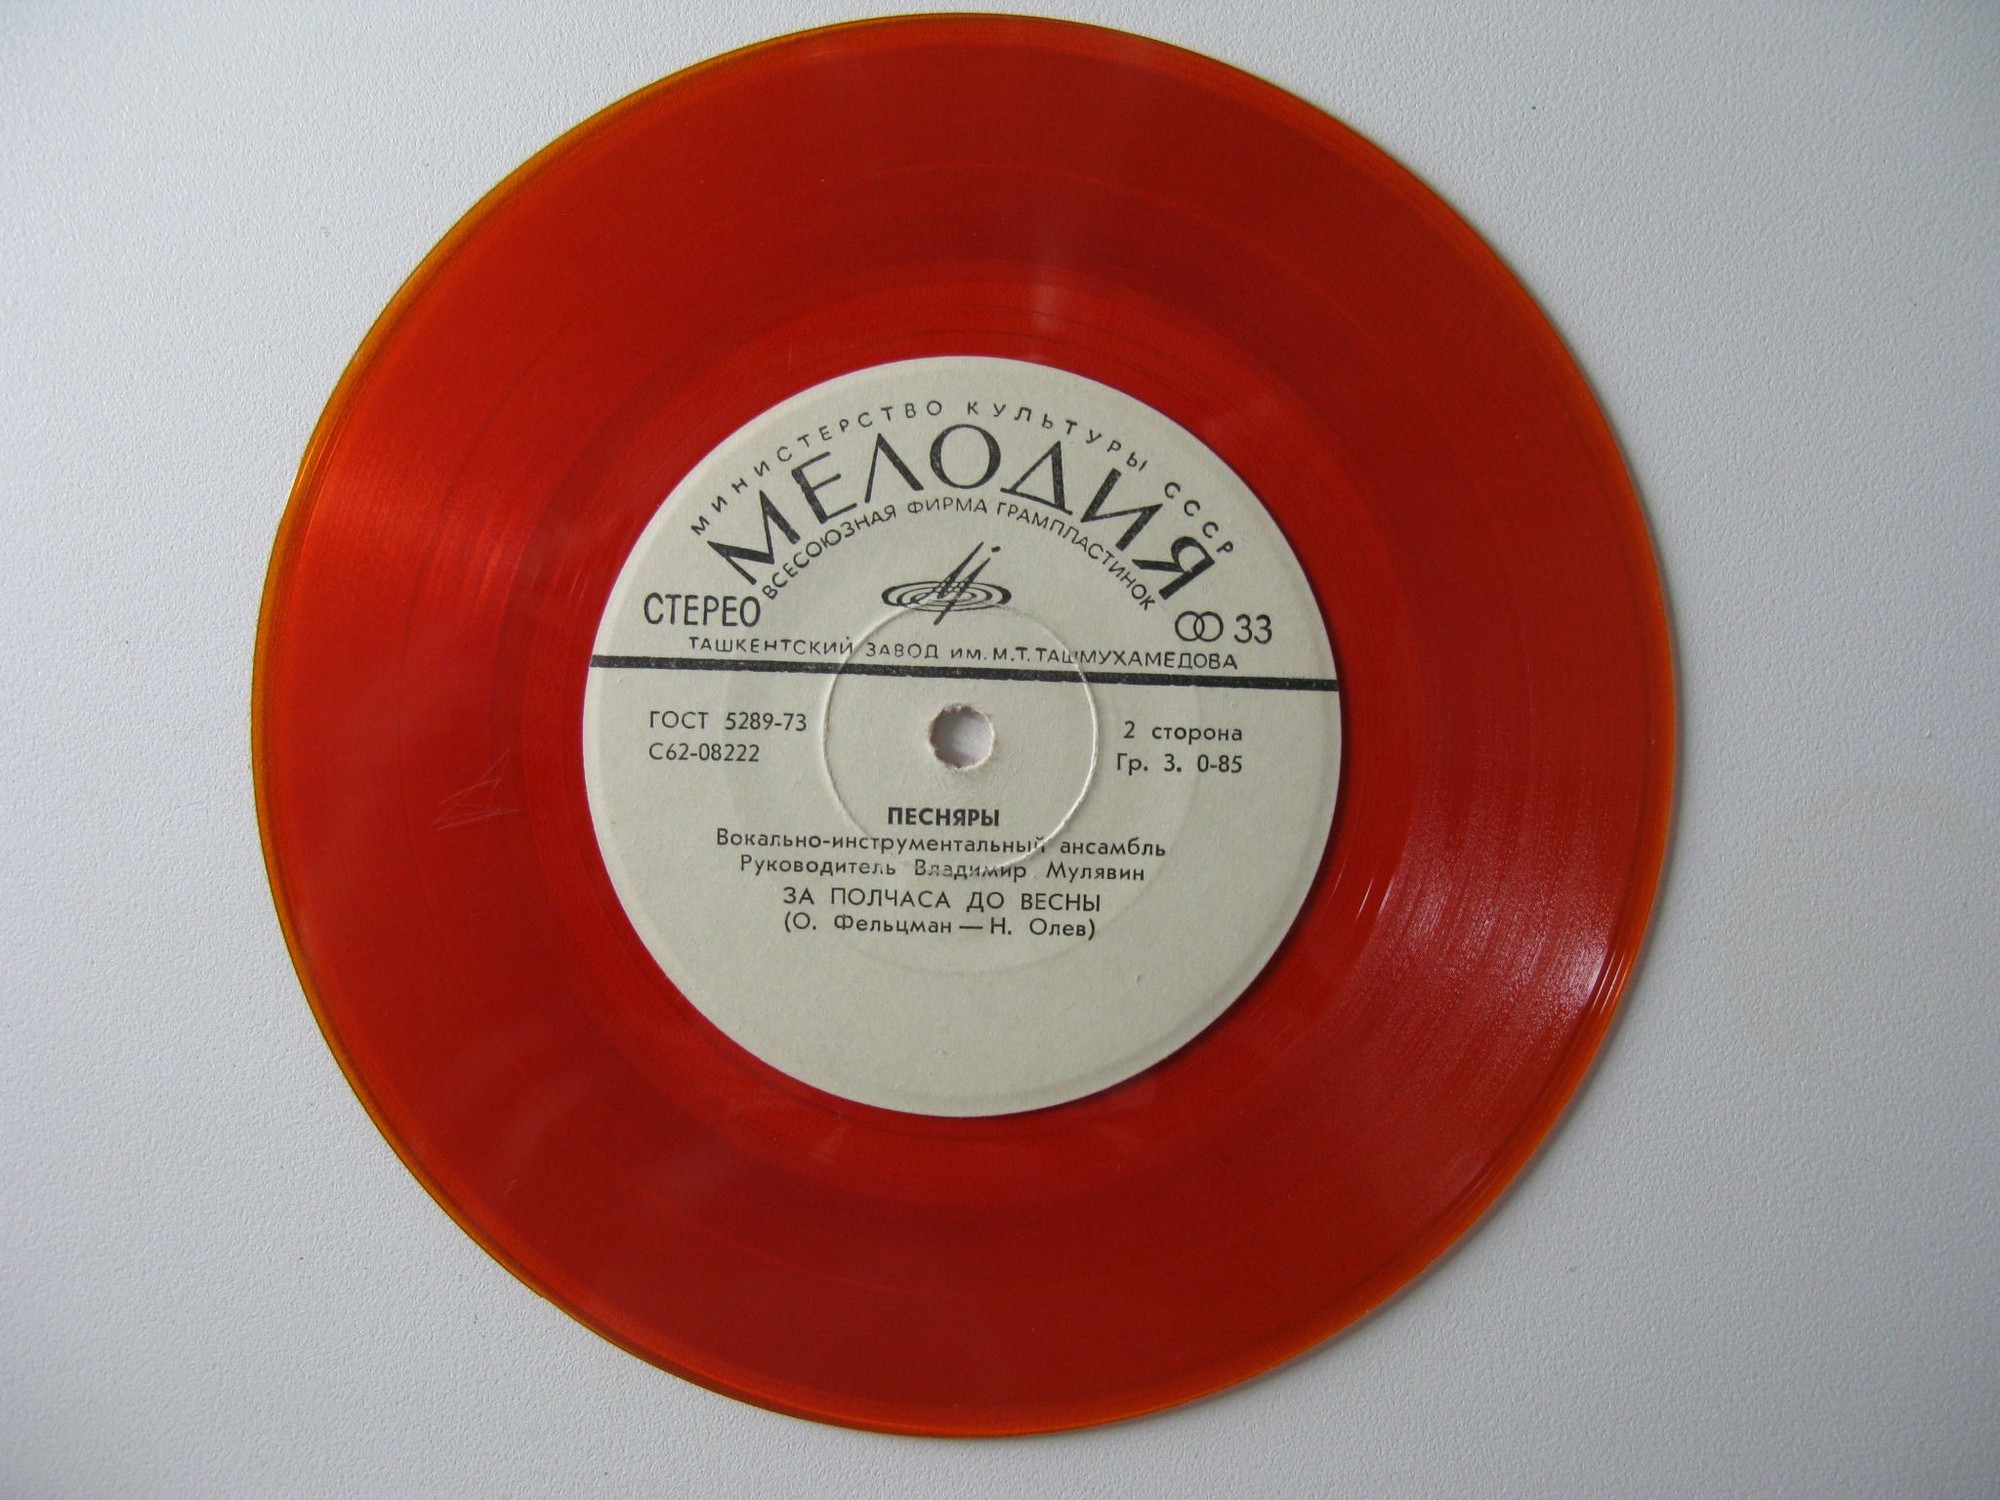 МИНИСТЕРСТВО КУЛЬТУРЫ СССР
МЕЛОДИЯ
ВСЕСОЮЗНАЯ ФИРМА ГРАМПЛАСТИНОК
СТЕРЕО
33
ТАШКЕНТСКИЙ ЗАВОД ИМ. М.Т. ТАШМУХАМЕДОВА
ГОСТ 5289-73
С62-08222
2 сторона
Гр. 3. 0-85
ПЕСНЯРЫ
Вокально-инструментальный ансамбль
Руководитель Владимир Мулявин
ЗА ПОЛЧАСА ДО ВЕСНЫ
(О. Фельцман — Н. Олев)